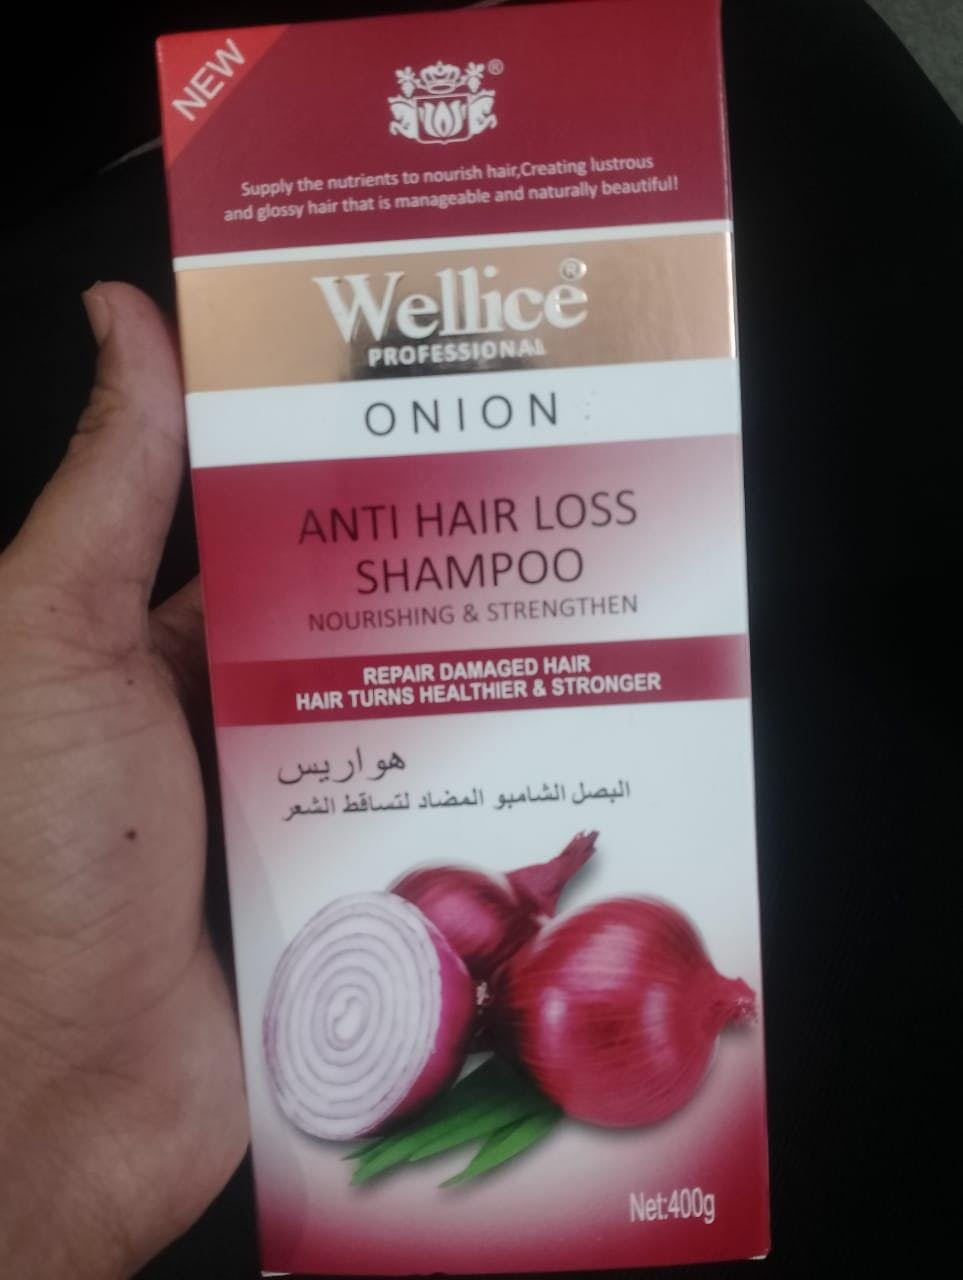 NEW
®
Supply the nutrients to nourish hair,Creating lustrous
and glossy hair that is manageable and naturally beautiful!
Wellice®
PROFESSIONAL
ONION
ANTI HAIR LOSS
SHAMPOO
NOURISHING & STRENGTHEN
REPAIR DAMAGED HAIR
HAIR TURNS HEALTHIER & STRONGER
هواريس
البصل الشامبو المضاد لتساقط الشعر
Net:400g